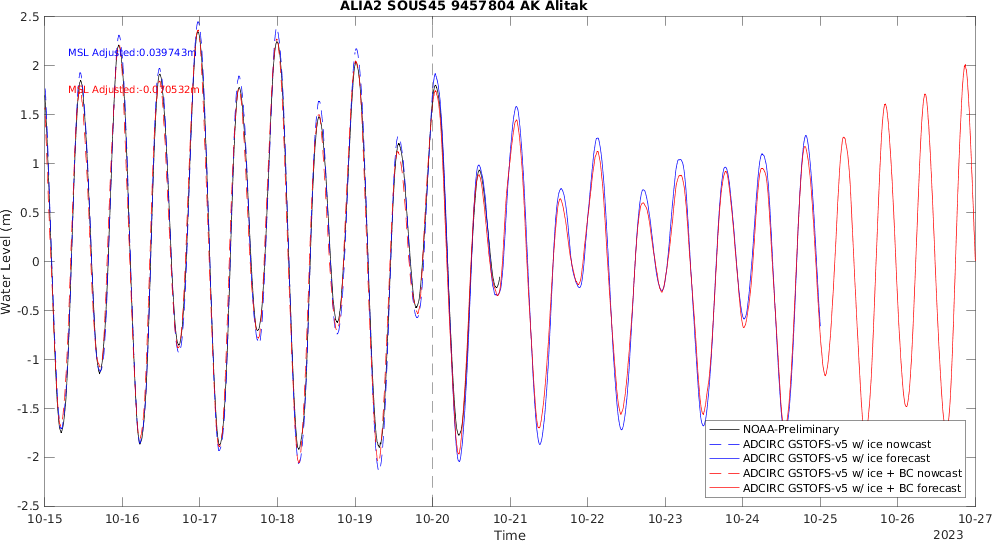 ALIA2 SOUS45 9457804 AK Alitak
MSL Adjusted:0.039743m
MSL Adjusted:-0.070532m
Water Level (m)
2.5
2
1.5
1
0.5
0
-0.5
-1
-1.5
-2
-2.5
NOAA-Preliminary
ADCIRC GSTOFS-v5 w/ ice nowcast
ADCIRC GSTOFS-v5 w/ ice forecast
ADCIRC GSTOFS-v5 w/ ice + BC nowcast
ADCIRC GSTOFS-v5 w/ ice + BC forecast
10-15 10-16 10-17 10-18 10-19 10-20 10-21 10-22 10-23 10-24 10-25 10-26 10-27
Time
2023